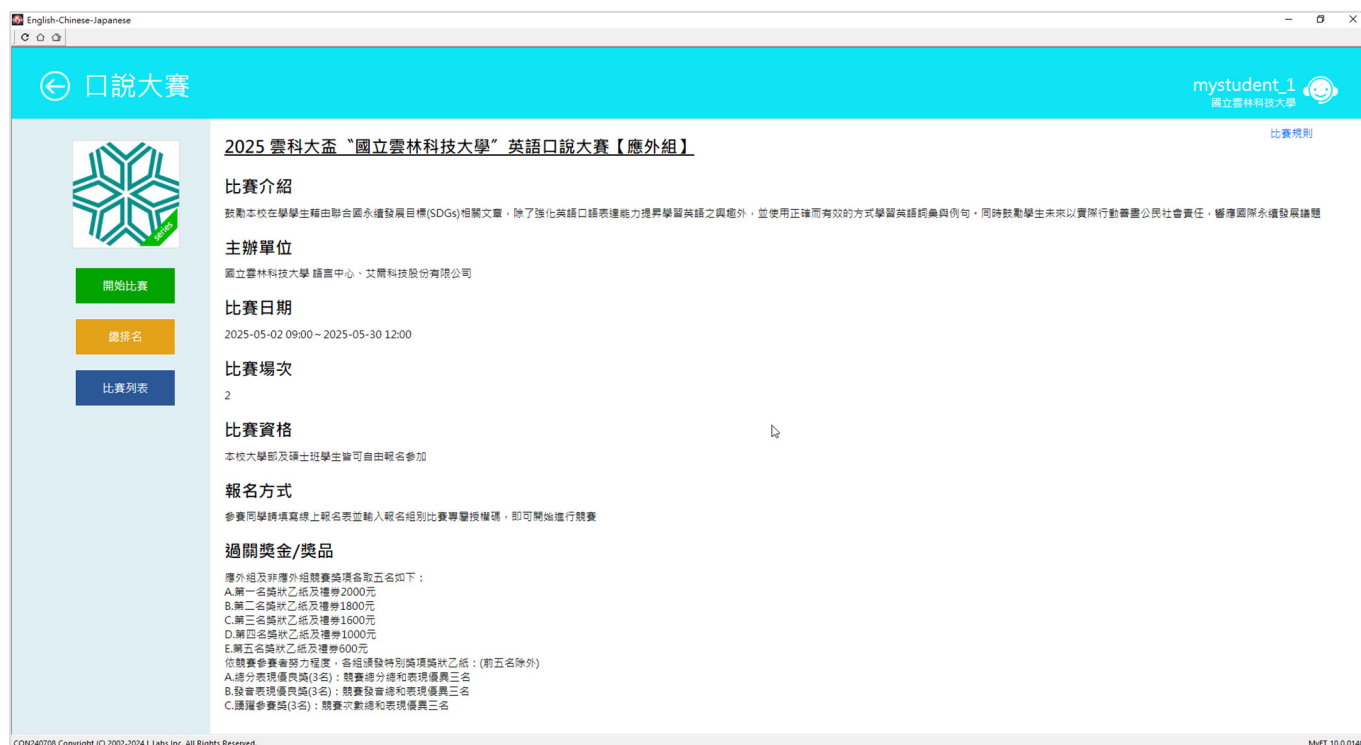 English-Chinese-Japanese
口說大賽
mystudent_1
國立雲林科技大學
比賽規則
series
開始比賽
總排名
比賽列表
2025 雲科大盃〝國立雲林科技大學〞英語口說大賽【應外組】
比賽介紹
鼓勵本校在學學生藉由聯合國永續發展目標(SDGs)相關文章，除了強化英語口語表達能力提昇學習英語之興趣外，並使用正確而有效的方式學習英語詞彙與例句，同時鼓勵學生未來以實際行動善盡公民社會責任，響應國際永續發展議題
主辦單位
國立雲林科技大學 語言中心、艾爾科技股份有限公司
比賽日期
2025-05-02 09:00 ~ 2025-05-30 12:00
比賽場次
2
比賽資格
本校大學部及碩士班學生皆可自由報名參加
報名方式
參賽同學請填寫線上報名表並輸入報名組別比賽專屬授權碼，即可開始進行競賽
過關獎金/獎品
應外組及非應外組競賽獎項各取五名如下：
A.第一名獎狀乙紙及禮券2000元
B.第二名獎狀乙紙及禮券1800元
C.第三名獎狀乙紙及禮券1600元
D.第四名獎狀乙紙及禮券1000元
E.第五名獎狀乙紙及禮券600元
依競賽參賽者努力程度，各組頒發特別獎項獎狀乙紙：(前五名除外)
A.總分表現優良獎(3名)：競賽總分總和表現優異三名
B.發音表現優良獎(3名)：競賽發音總和表現優異三名
C.踴躍參賽獎(3名)：競賽次數總和表現優異三名
CON240708 Copyright (C) 2002-2024 L Labs Inc. All Rights Reserved.
MyET 10.0.0140